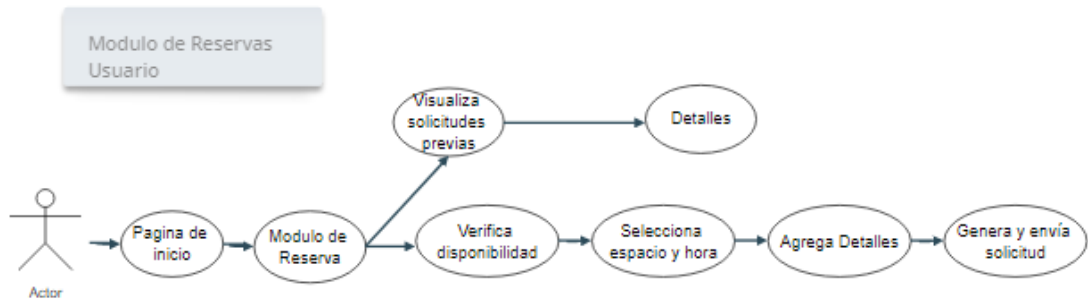 Modulo de Reservas
Usuario
Visualiza
solicitudes
previas
Detalles
Pagina de
inicio
Modulo de
Reserva
Verifica
disponibilidad
Selecciona
espacio y hora
Agrega Detalles
Genera y envía
solicitud
Actor